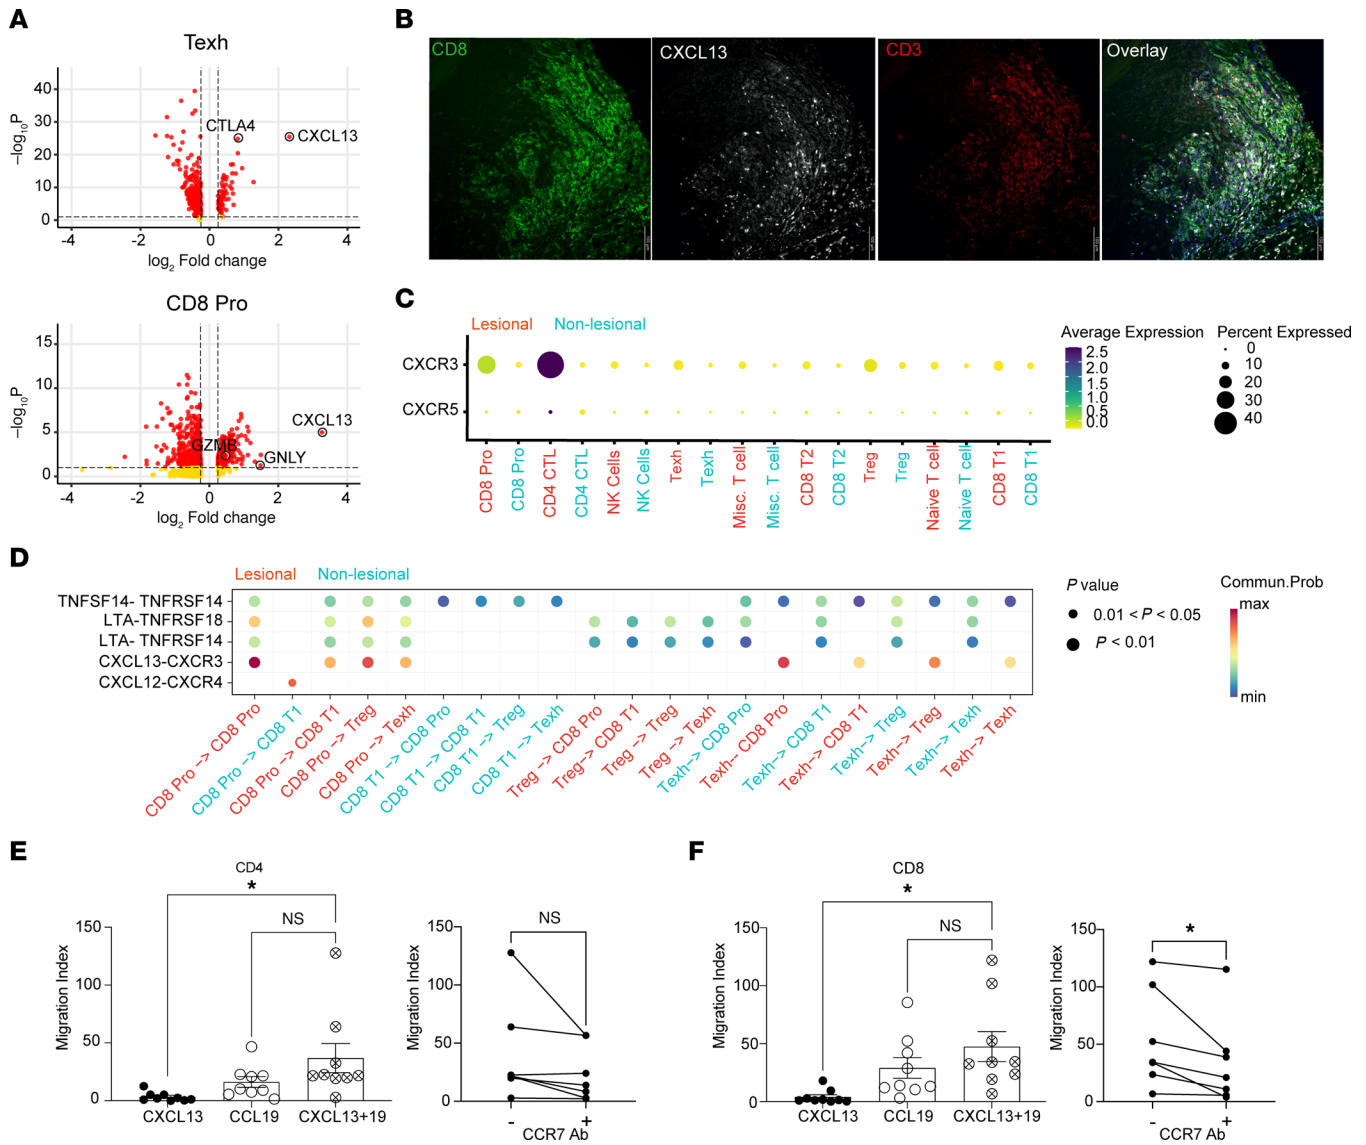 A
Texh
−log10P
40
30
20
10
0
CTLA4
CXCL13
-4
-2
0
2
4
log2 Fold change
CD8 Pro
−log10P
15
10
5
0
CXCL13
GZMB
GNLY
-4
-2
0
2
4
log2 Fold change
B
CD8
CXCL13
CD3
Overlay
C
Lesional
Non-lesional
CXCR3
CXCR5
CD8 Pro
CD8 Pro
CD4 CTL
CD4 CTL
NK Cells
NK Cells
Texh
Texh
Misc. T cell
Misc. T cell
CD8 T2
CD8 T2
Treg
Treg
Naive T cell
Naive T cell
CD8 T1
CD8 T1
Average Expression
2.5
2.0
1.5
1.0
0.5
0.0
Percent Expressed
0
10
20
30
40
D
Lesional
Non-lesional
TNFSF14- TNFRSF14
LTA-TNFRSF18
LTA- TNFRSF14
CXCL13-CXCR3
CXCL12-CXCR4
CD8 Pro −> CD8 Pro
CD8 Pro −> CD8 T1
CD8 Pro −> CD8 T1
CD8 Pro −> Treg
CD8 Pro −> Texh
CD8 T1 −> CD8 Pro
CD8 T1 −> CD8 T1
CD8 T1 −> Treg
CD8 T1 −> Texh
Treg −> CD8 Pro
Treg−> CD8 T1
Treg −> Treg
Treg −> Texh
Texh−> CD8 Pro
Texh− CD8 Pro
Texh−> CD8 T1
Texh−> CD8 T1
Texh−> Treg
Texh−> Treg
Texh−> Texh
Texh−> Texh
P value
0.01 < P < 0.05
P < 0.01
Commun.Prob
max
min
E
CD4
*
NS
Migration Index
150
100
50
0
CXCL13
CCL19
CXCL13+19
NS
Migration Index
150
100
50
0
-
+
CCR7 Ab
F
CD8
*
NS
Migration Index
150
100
50
0
CXCL13
CCL19
CXCL13+19
*
Migration Index
150
100
50
0
-
+
CCR7 Ab